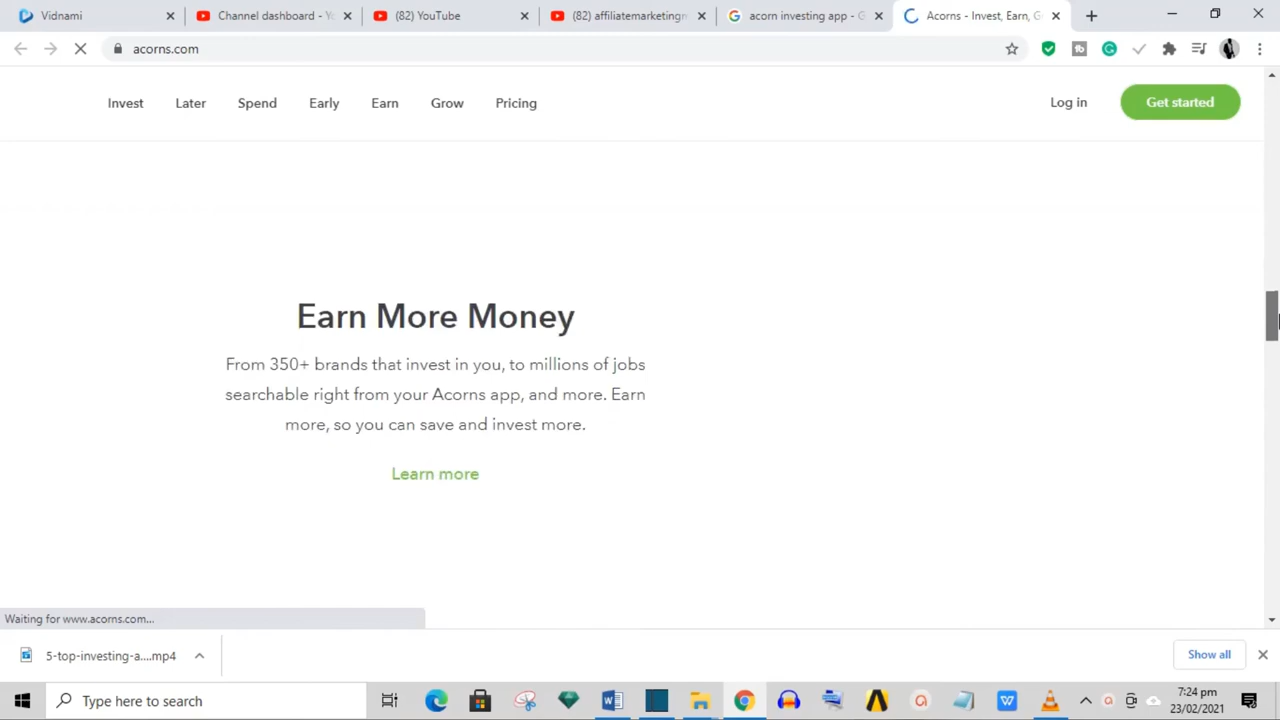 Vidnami
Channel dashboard - Yo
(82) YouTube
(82) affiliatemarketingm
acorn investing app - G
Acorns - Invest, Earn, Gr
acorns.com
Invest Later Spend Early Earn Grow Pricing
Log in
Get started
Earn More Money
From 350+ brands that invest in you, to millions of jobs
searchable right from your Acorns app, and more. Earn
more, so you can save and invest more.
Learn more
Waiting for www.acorns.com...
5-top-investing-a....mp4
Show all
Type here to search
7:24 pm
23/02/2021